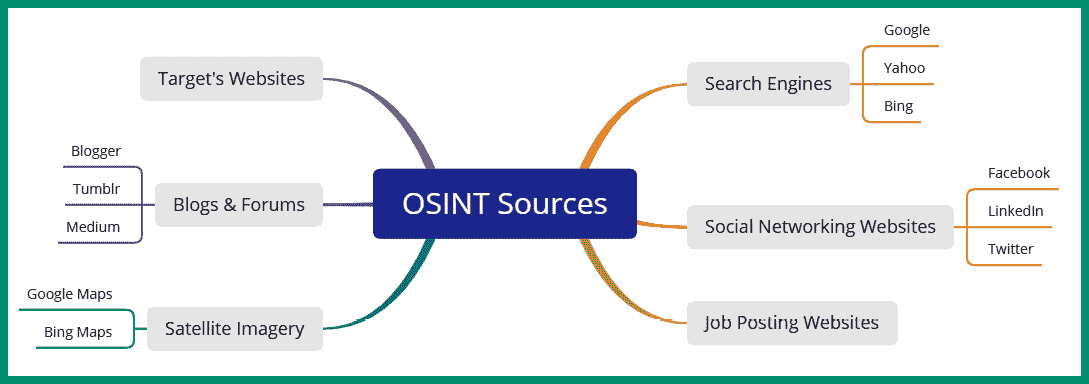 OSINT Sources
Target's Websites
Blogs & Forums
Blogger
Tumblr
Medium
Satellite Imagery
Google Maps
Bing Maps
Search Engines
Google
Yahoo
Bing
Social Networking Websites
Facebook
LinkedIn
Twitter
Job Posting Websites